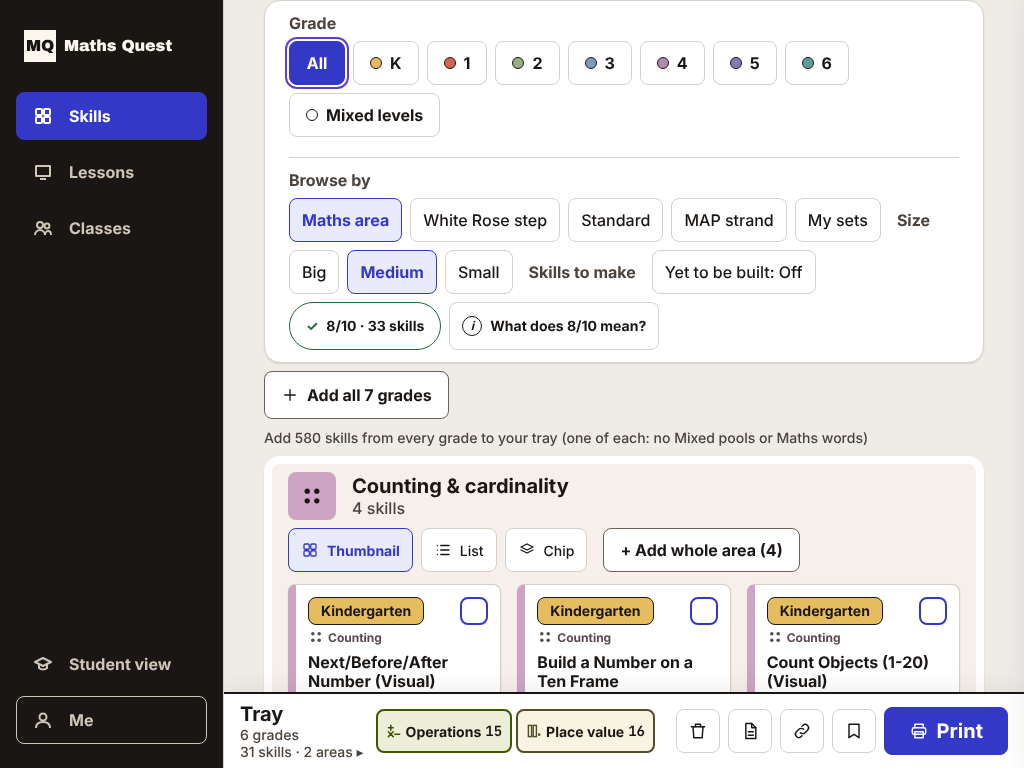 MQ Maths Quest
Skills
Lessons
Classes
Student view
Me
Grade
All K 1 2 3 4 5 6
Mixed levels
Browse by
Maths area White Rose step Standard MAP strand My sets Size
Big Medium Small Skills to make Yet to be built: Off
8/10 · 33 skills What does 8/10 mean?
+ Add all 7 grades
Add 580 skills from every grade to your tray (one of each: no Mixed pools or Maths words)
Counting & cardinality
4 skills
Thumbnail List Chip + Add whole area (4)
Kindergarten Kindergarten Kindergarten
Counting Counting Counting
Next/Before/After Build a Number on a Count Objects (1-20)
Number (Visual) Ten Frame (Visual)
Tray
6 grades
31 skills · 2 areas ▸
Operations 15 Place value 16
Print